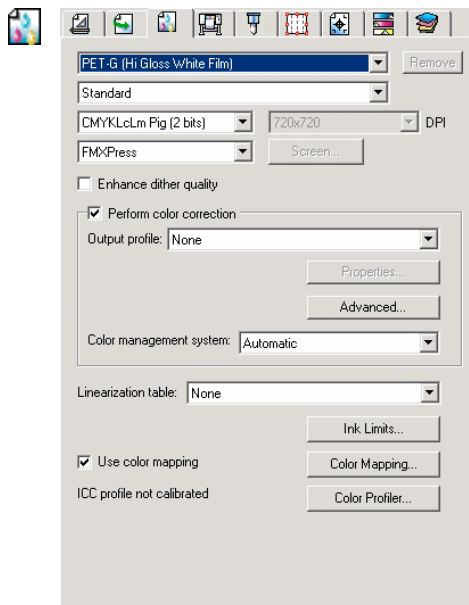 PET-G (Hi Gloss White Film) Remove
Standard
CMYKLcLm Pig (2 bits) 720x720 DPI
FMXPress Screen...
Enhance dither quality
Perform color correction
Output profile: None
Properties...
Advanced...
Color management system: Automatic
Linearization table: None
Ink Limits...
Use color mapping Color Mapping...
ICC profile not calibrated Color Profiler...